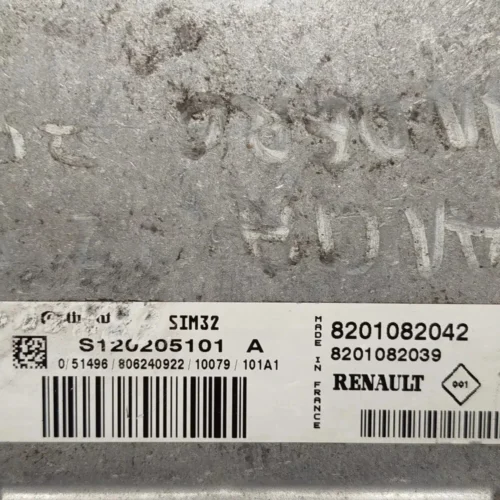 SIM32
S120205101 A
0/51496/806240922/10079/101A1
MADE IN FRANCE
8201082042
8201082039
RENAULT
001